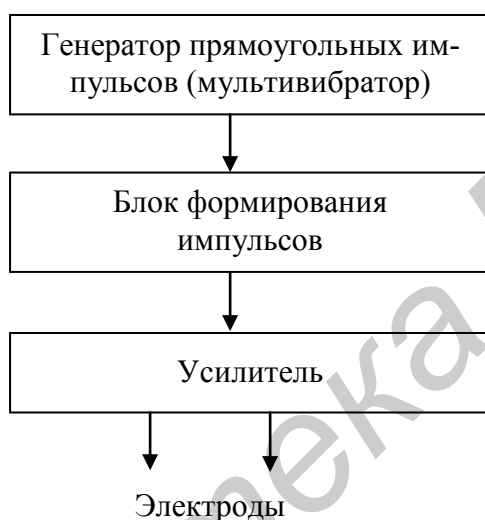 Генератор прямоугольных им-
пульсов (мультивибратор)
Блок формирования
импульсов
Усилитель
Электроды